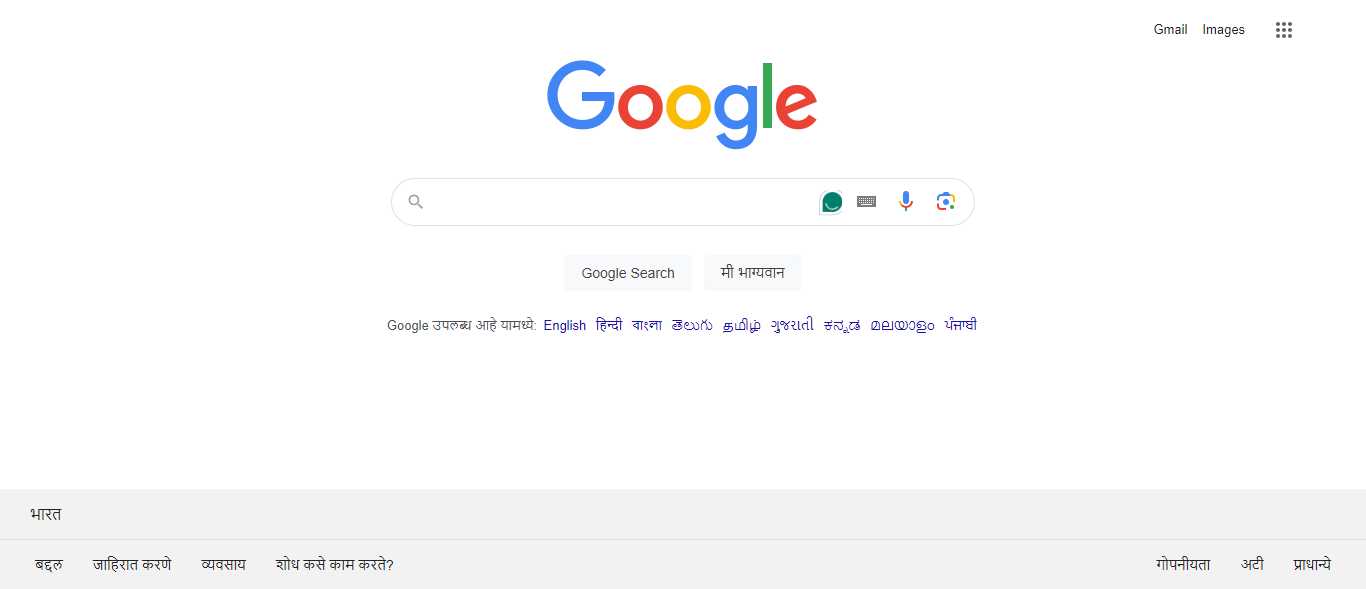 Gmail Images
Google
Google Search मी भाग्यवान
Google उपलब्ध आहे यामध्ये: English हिन्दी বাংলা తెలుగు தமிழ் ગુજરાતી ಕನ್ನಡ മലയാളം ਪੰਜਾਬੀ
भारत
बद्दल जाहिरात करणे व्यवसाय शोध कसे काम करते? गोपनीयता अटी प्राधान्ये